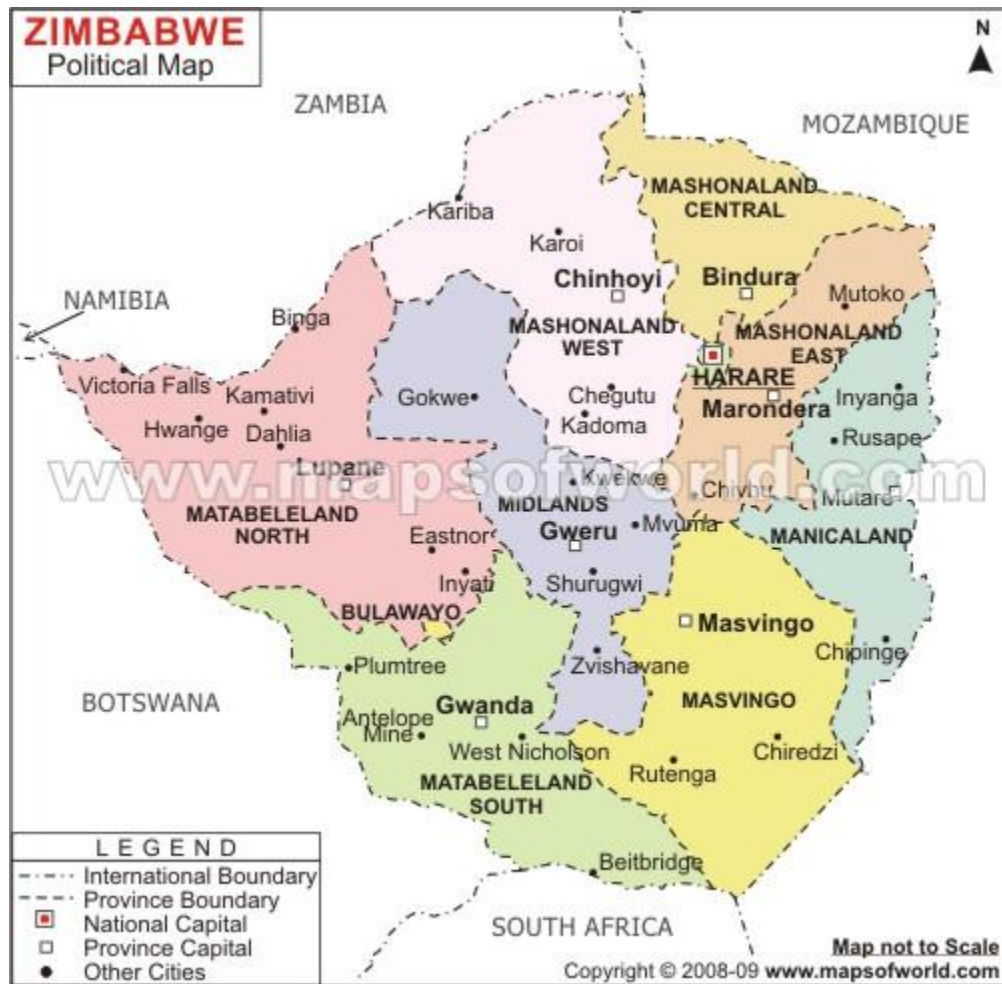 ZIMBABWE
Political Map
N
ZAMBIA
MOZAMBIQUE
MASHONALAND
CENTRAL
Kariba
Karoi
Chinhoyi
Bindura
NAMIBIA
Mutoko
Binga
MASHONALAND
WEST
MASHONALAND
EAST
HARARE
Victoria Falls
Kamativi
Gokwe
Chegutu
Marondera
Inyanga
Hwange
Dahlia
Kadoma
Rusape
www.mapsofworld.com
Lupane
Kwekwe
Chivhu
Mutare
MATABELELAND
NORTH
MIDLANDS
Mvuma
MANICALAND
Eastnor
Gweru
Inyati
Shurugwi
BULAWAYO
Masvingo
Plumtree
Zvishavane
Chipinge
BOTSWANA
Gwanda
MASVINGO
Antelope
Mine
West Nicholson
Chiredzi
Rutenga
MATABELELAND
SOUTH
Beitbridge
SOUTH AFRICA
LEGEND
International Boundary
Province Boundary
National Capital
Province Capital
Other Cities
Map not to Scale
Copyright © 2008-09 www.mapsofworld.com